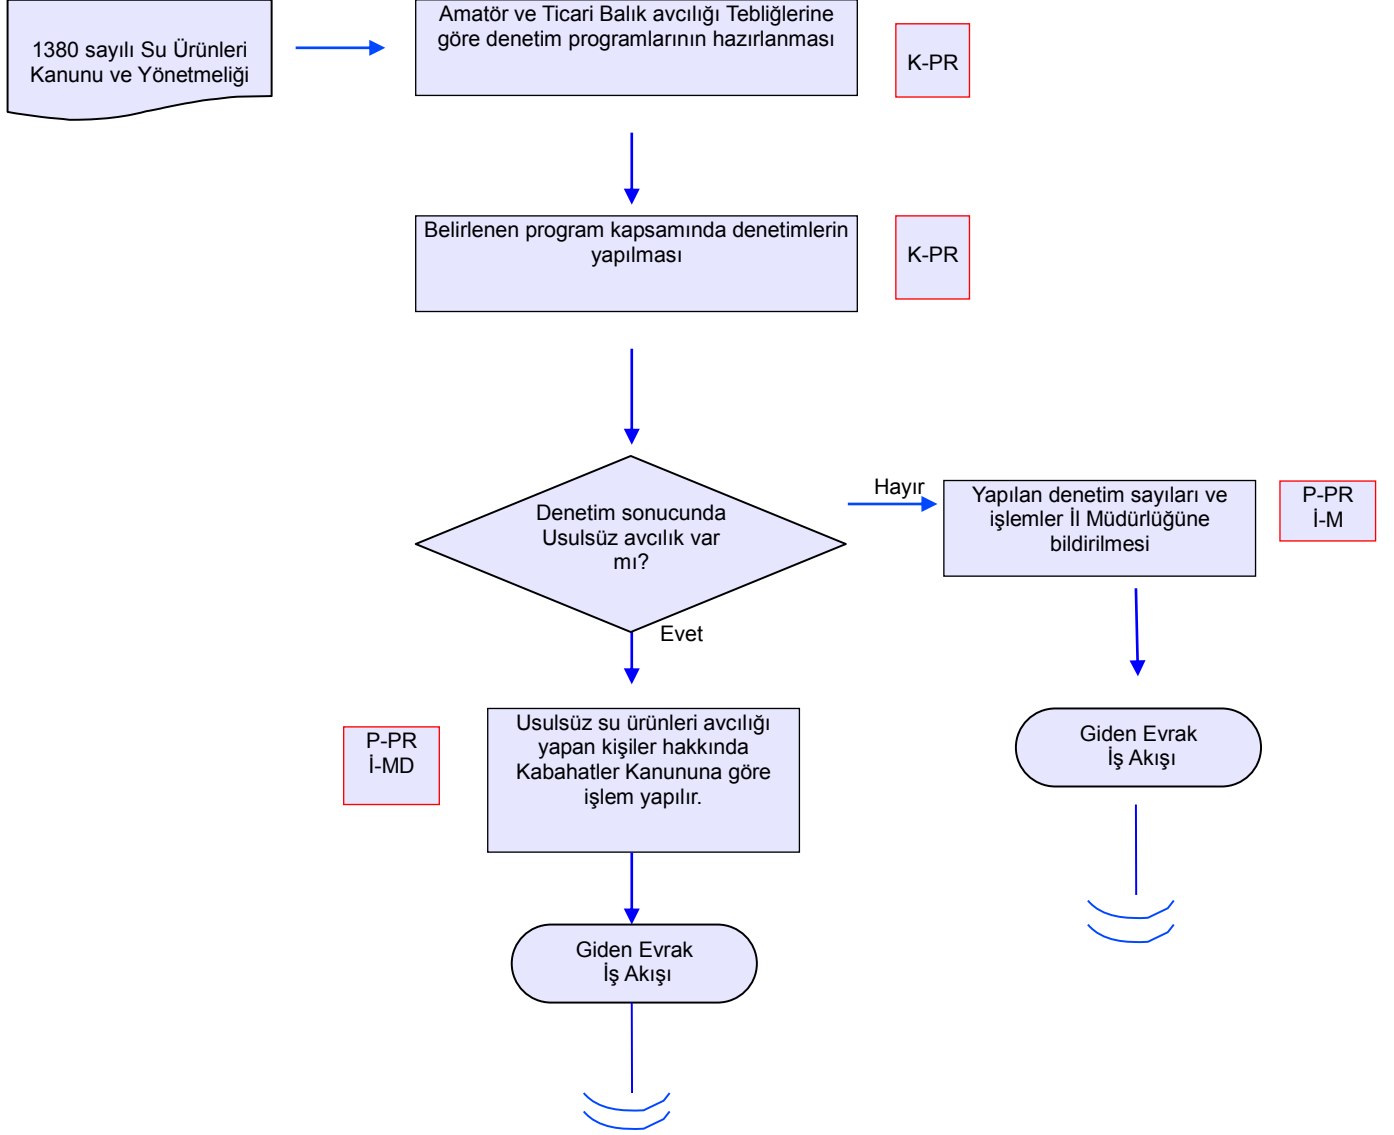 1380 sayılı Su Ürünleri
Kanunu ve Yönetmeliği
Amatör ve Ticari Balık avcılığı Tebliğlerine
göre denetim programlarının hazırlanması
K-PR
Belirlenen program kapsamında denetimlerin
yapılması
K-PR
Denetim sonucunda
Usulsüz avcılık var
mı?
Hayır
Yapılan denetim sayıları ve
işlemler İl Müdürlüğüne
bildirilmesi
P-PR
İ-M
Evet
P-PR
İ-MD
Usulsüz su ürünleri avcılığı
yapan kişiler hakkında
Kabahatler Kanununa göre
işlem yapılır.
Giden Evrak
İş Akışı
Giden Evrak
İş Akışı